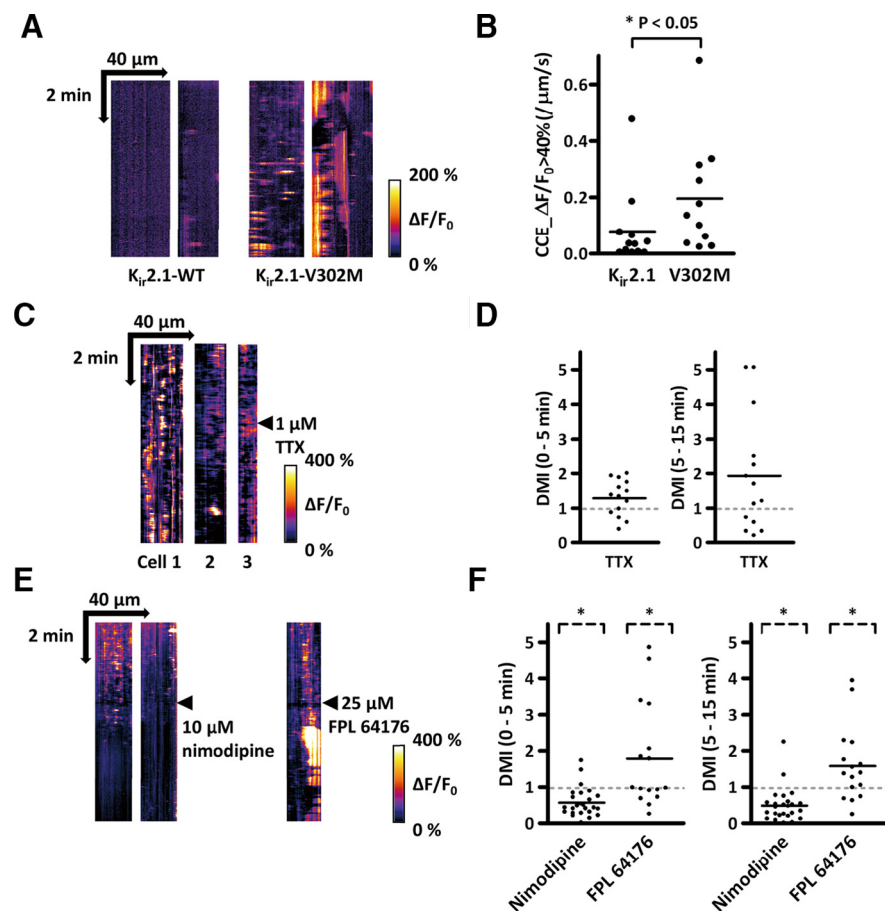 A
40 µm
2 min
200 %
ΔF/F₀
0 %
Kir2.1-WT
Kir2.1-V302M
B
* P < 0.05
CCE_ΔF/F₀>40% (/µm/s)
0.6
0.4
0.2
0.0
Kir2.1
V302M
C
40 µm
2 min
1 µM
TTX
400 %
ΔF/F₀
0 %
Cell 1
2
3
D
DMI (0 - 5 min)
5
4
3
2
1
0
TTX
DMI (5 - 15 min)
5
4
3
2
1
0
TTX
E
40 µm
2 min
10 µM
nimodipine
25 µM
FPL 64176
400 %
ΔF/F₀
0 %
F
* *
DMI (0 - 5 min)
5
4
3
2
1
0
Nimodipine
FPL 64176
* *
DMI (5 - 15 min)
5
4
3
2
1
0
Nimodipine
FPL 64176